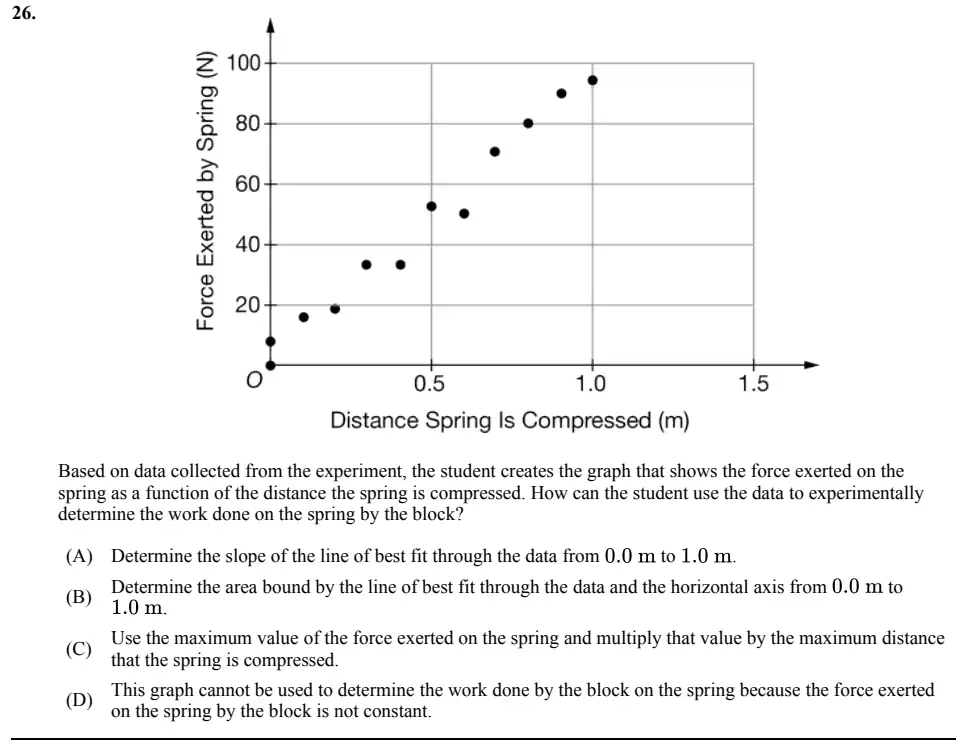 26.
Force Exerted by Spring (N)
100
80
60
40
20
O
0.5
1.0
1.5
Distance Spring Is Compressed (m)
Based on data collected from the experiment, the student creates the graph that shows the force exerted on the
spring as a function of the distance the spring is compressed. How can the student use the data to experimentally
determine the work done on the spring by the block?
(A) Determine the slope of the line of best fit through the data from 0.0 m to 1.0 m.
(B) Determine the area bound by the line of best fit through the data and the horizontal axis from 0.0 m to
1.0 m.
(C) Use the maximum value of the force exerted on the spring and multiply that value by the maximum distance
that the spring is compressed.
(D) This graph cannot be used to determine the work done by the block on the spring because the force exerted
on the spring by the block is not constant.